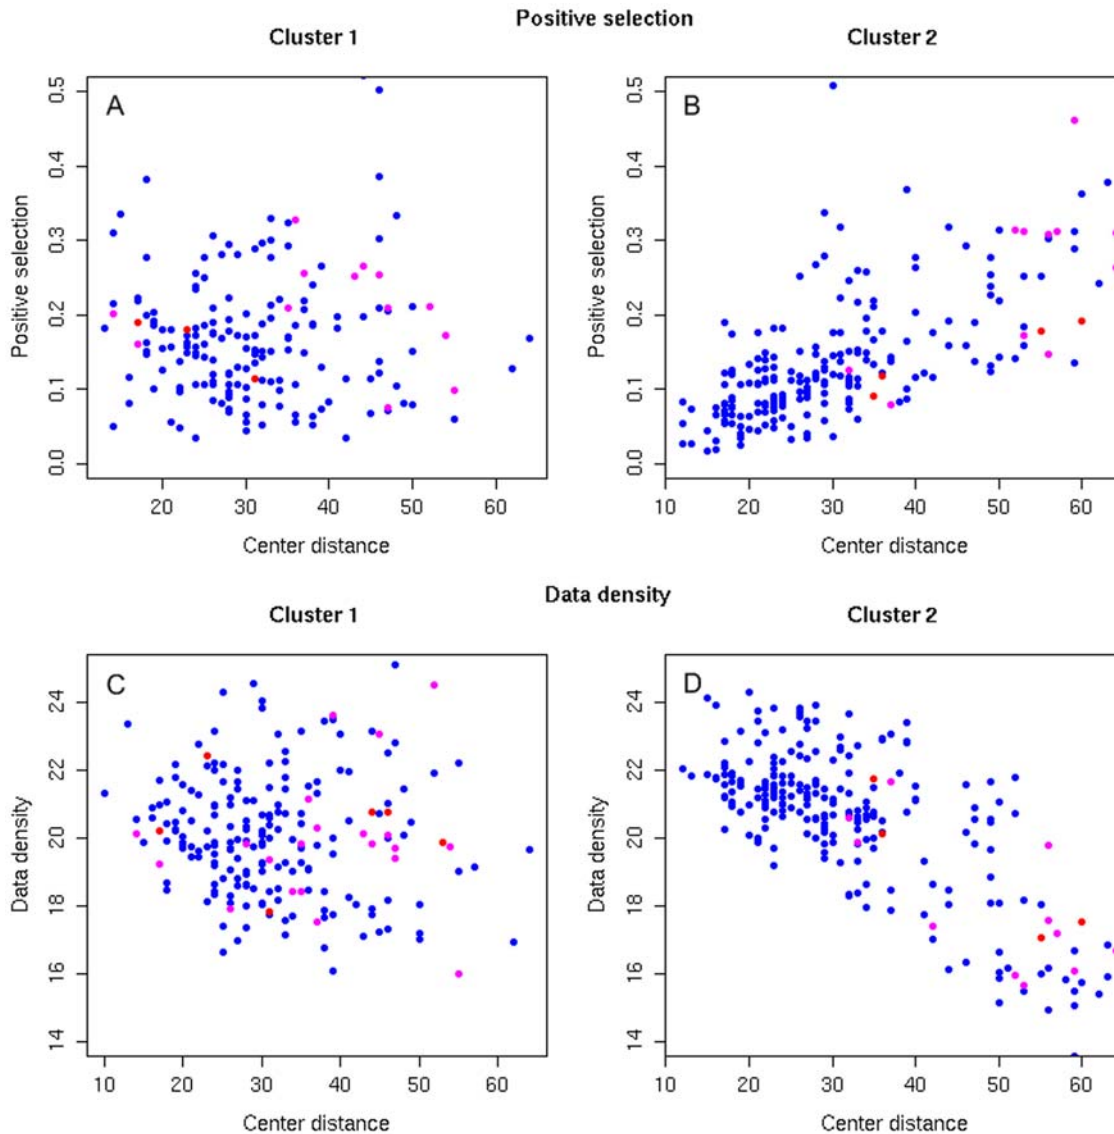 Positive selection
Cluster 1
Cluster 2
A
B
Positive selection
0.0 0.1 0.2 0.3 0.4 0.5
20 30 40 50 60
Center distance
Positive selection
0.0 0.1 0.2 0.3 0.4 0.5
10 20 30 40 50 60
Center distance
Data density
Cluster 1
Cluster 2
C
D
Data density
14 16 18 20 22 24
10 20 30 40 50 60
Center distance
Data density
14 16 18 20 22 24
10 20 30 40 50 60
Center distance